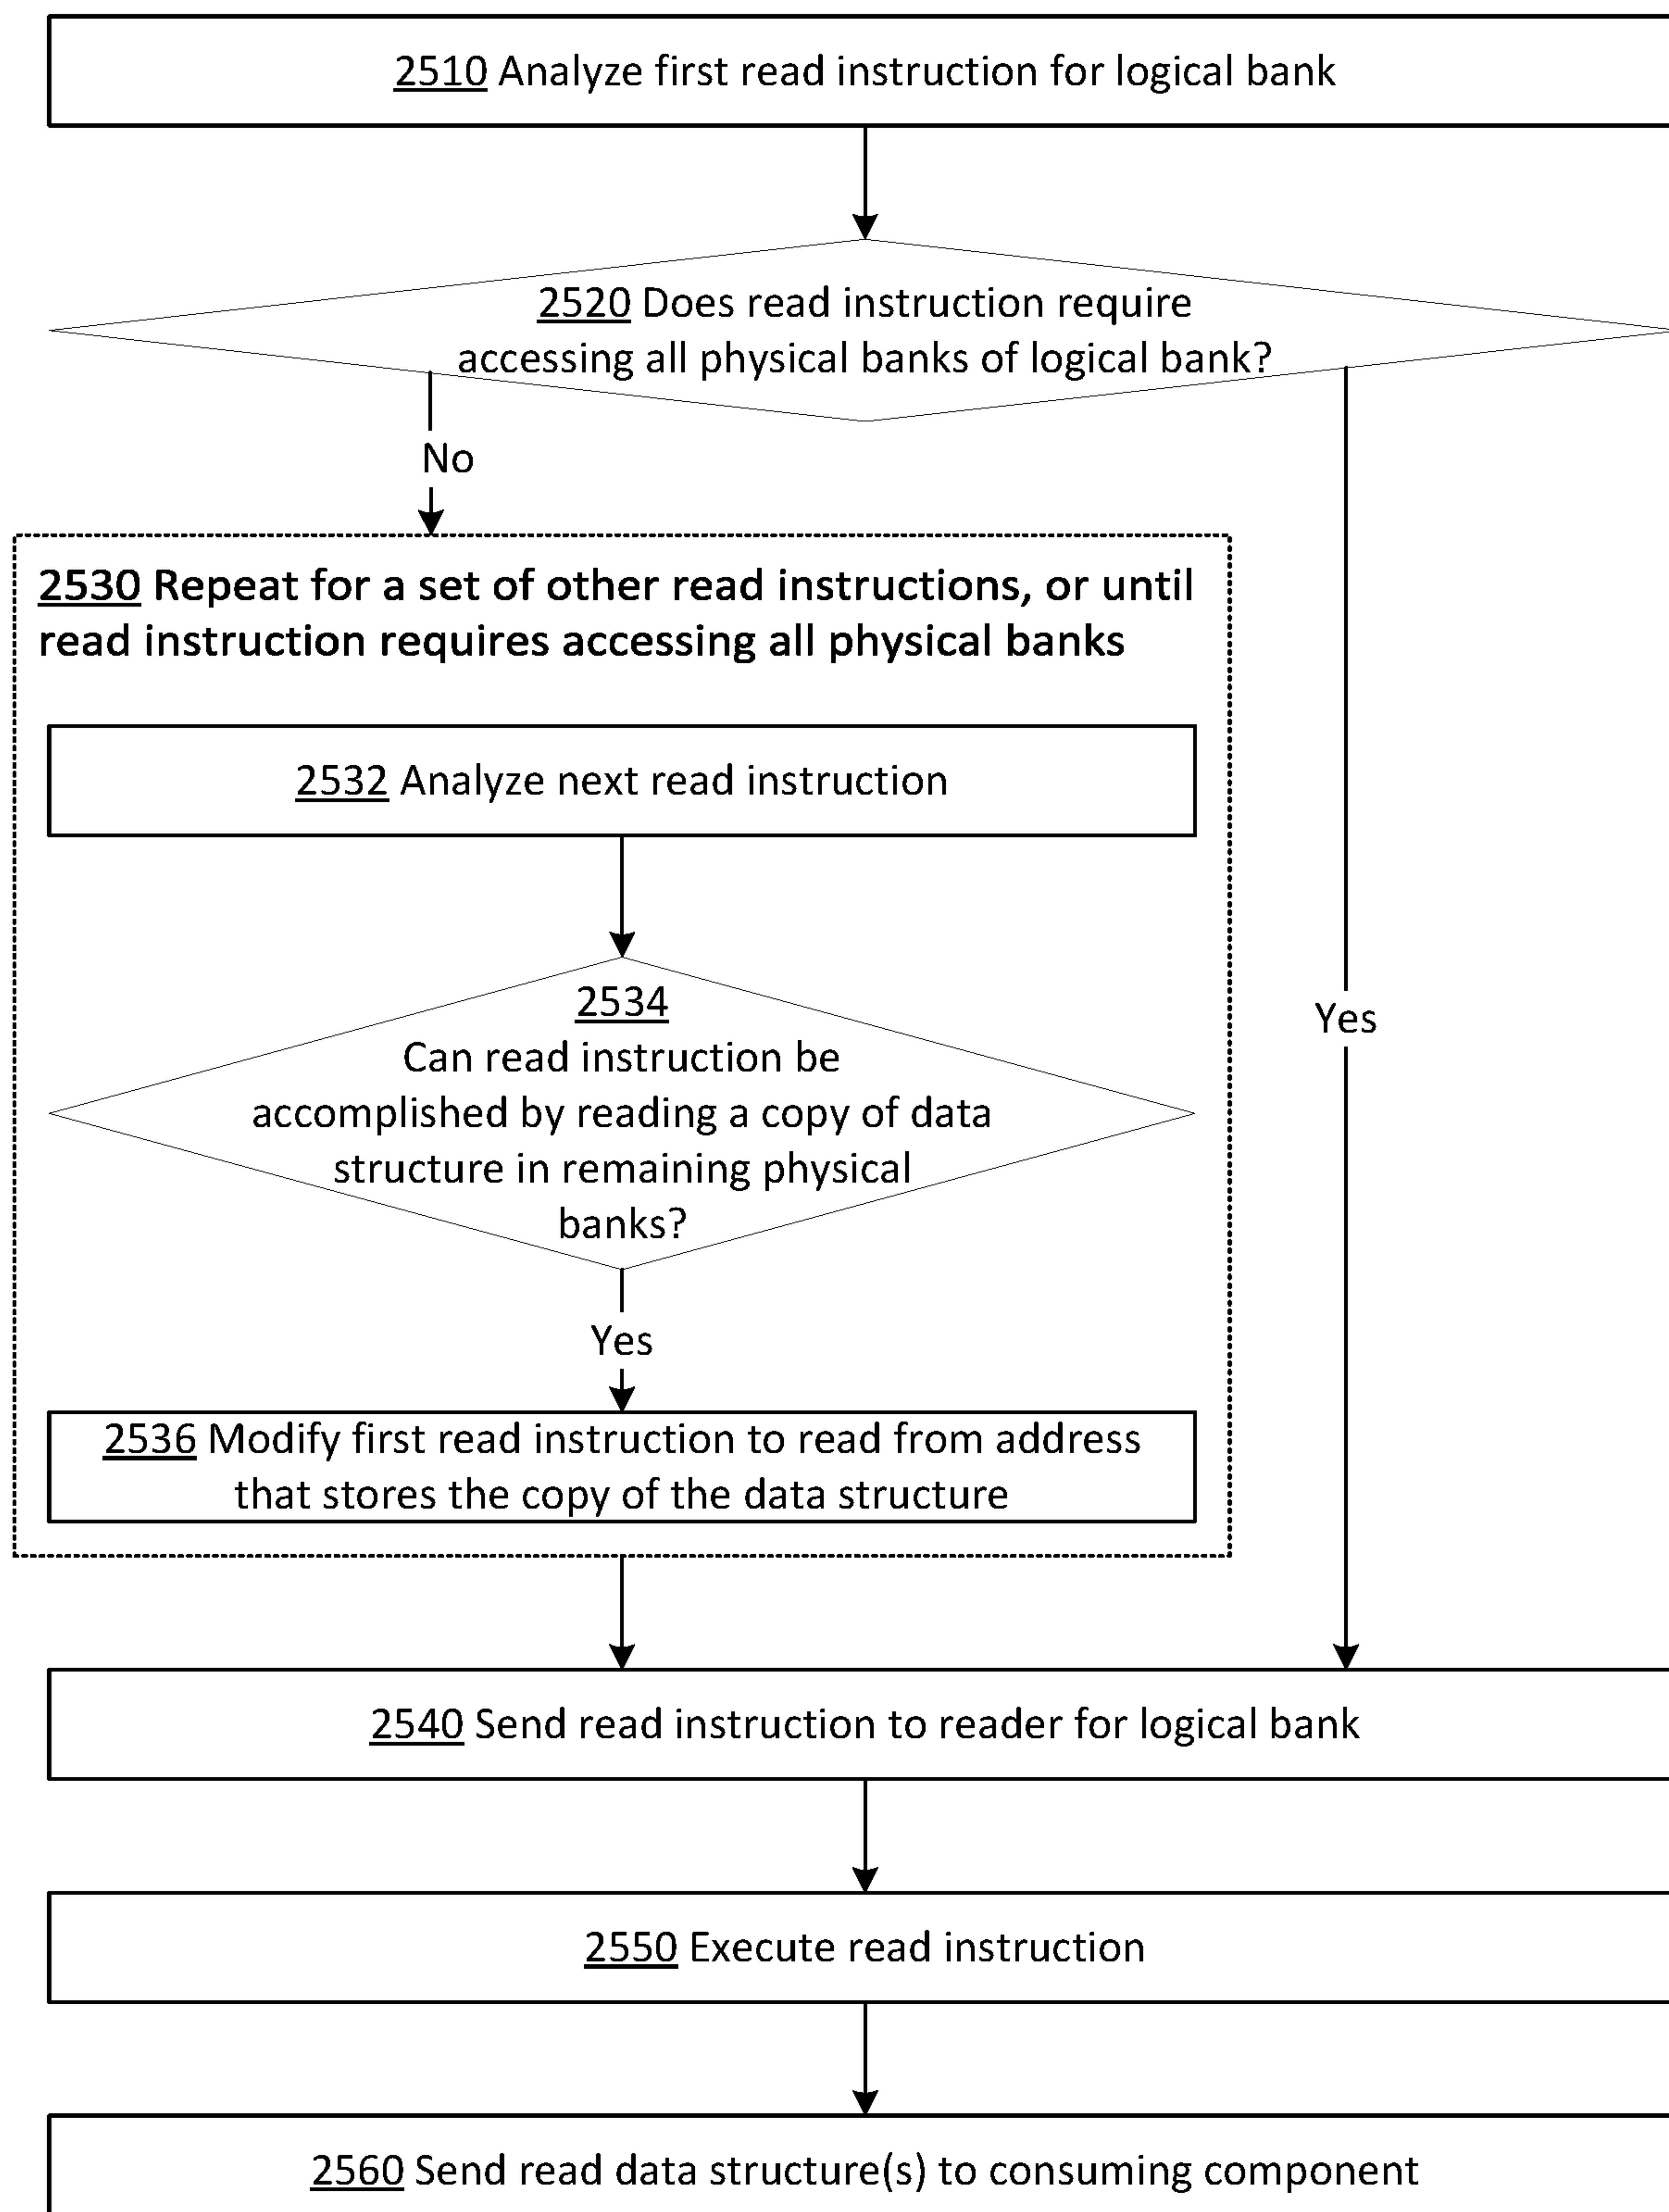 2510 Analyze first read instruction for logical bank
2520 Does read instruction require
accessing all physical banks of logical bank?
No
2530 Repeat for a set of other read instructions, or until
read instruction requires accessing all physical banks
2532 Analyze next read instruction
2534
Can read instruction be
accomplished by reading a copy of data
structure in remaining physical
banks?
Yes
Yes
2536 Modify first read instruction to read from address
that stores the copy of the data structure
2540 Send read instruction to reader for logical bank
2550 Execute read instruction
2560 Send read data structure(s) to consuming component